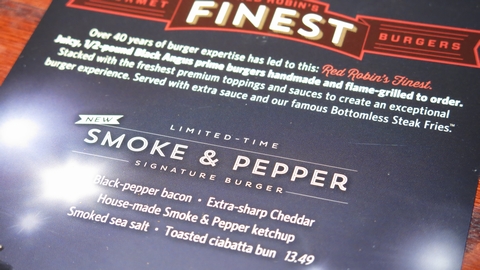 GOURMET RED ROBIN'S BURGERS
FINEST
Over 40 years of burger expertise has led to this: Red Robin's Finest.
Juicy, 1/2-pound Black Angus prime burgers handmade and flame-grilled to order.
Stacked with the freshest premium toppings and sauces to create an exceptional
burger experience. Served with extra sauce and our famous Bottomless Steak Fries.™
NEW
LIMITED-TIME
SMOKE & PEPPER
SIGNATURE BURGER
Black-pepper bacon • Extra-sharp Cheddar
House-made Smoke & Pepper ketchup
Smoked sea salt • Toasted ciabatta bun 13.49